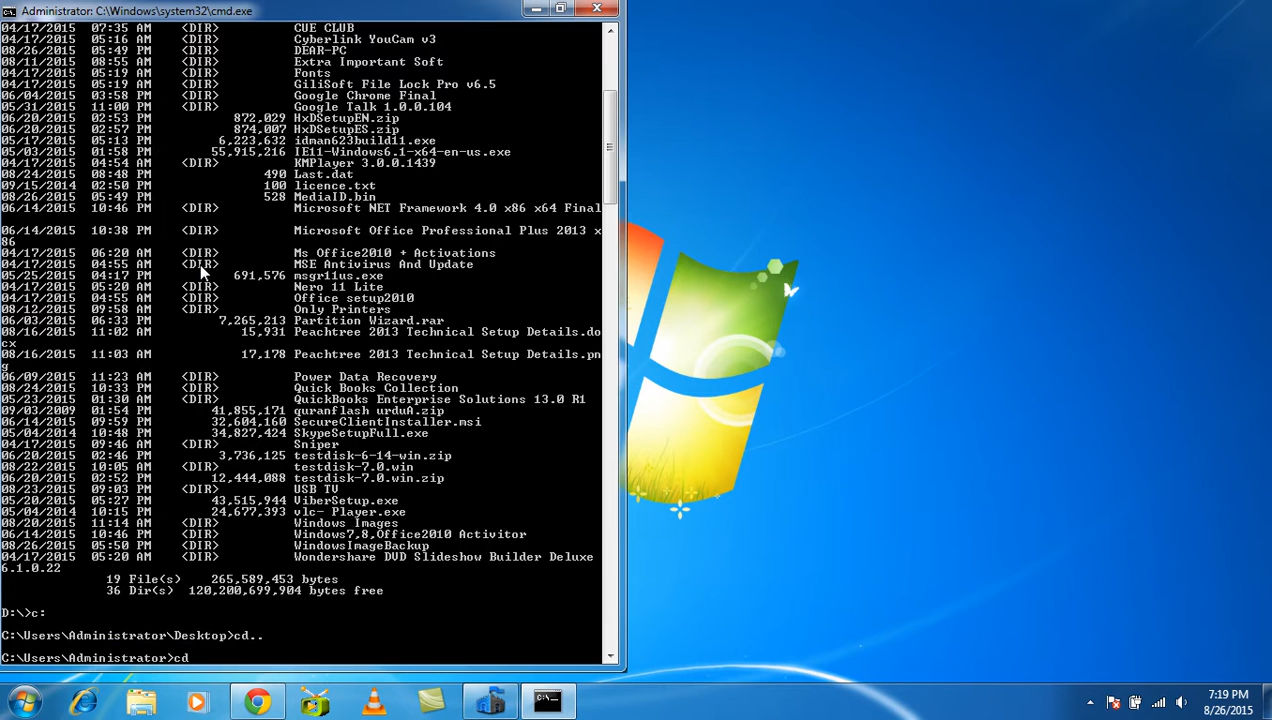 Administrator: C:\Windows\system32\cmd.exe
04/17/2015  07:35 AM    <DIR>          CUE CLUB
04/17/2015  05:16 AM    <DIR>          Cyberlink YouCam v3
08/26/2015  05:49 PM    <DIR>          DEAR-PC
08/11/2015  08:55 AM    <DIR>          Extra Important Soft
04/17/2015  05:19 AM    <DIR>          Fonts
04/17/2015  05:19 AM    <DIR>          GiliSoft File Lock Pro v6.5
06/04/2015  03:58 PM    <DIR>          Google Chrome Final
05/31/2015  11:00 PM    <DIR>          Google Talk 1.0.0.104
06/20/2015  02:53 PM           872,029 HxDSetupEN.zip
06/20/2015  02:57 PM           874,007 HxDSetupES.zip
05/17/2015  05:13 PM         6,223,632 idman623build11.exe
05/03/2015  01:58 PM        55,915,216 IE11-Windows6.1-x64-en-us.exe
04/17/2015  04:54 AM    <DIR>          KMPlayer 3.0.0.1439
08/24/2015  08:48 PM               490 Last.dat
09/15/2014  02:50 PM               100 licence.txt
08/26/2015  05:49 PM               528 MediaID.bin
06/14/2015  10:46 PM    <DIR>          Microsoft NET Framework 4.0 x86 x64 Final
06/14/2015  10:38 PM    <DIR>          Microsoft Office Professional Plus 2013 x
86
04/17/2015  06:20 AM    <DIR>          Ms Office2010 + Activations
04/17/2015  04:55 AM    <DIR>          MSE Antivirus And Update
05/25/2015  04:17 PM           691,576 msgr11us.exe
04/17/2015  05:20 AM    <DIR>          Nero 11 Lite
04/17/2015  04:55 AM    <DIR>          Office setup2010
08/12/2015  09:58 AM    <DIR>          Only Printers
06/03/2015  06:33 PM         7,265,213 Partition Wizard.rar
08/16/2015  11:02 AM            15,931 Peachtree 2013 Technical Setup Details.do
cx
08/16/2015  11:03 AM            17,178 Peachtree 2013 Technical Setup Details.pn
g
06/09/2015  11:23 AM    <DIR>          Power Data Recovery
08/24/2015  10:33 PM    <DIR>          Quick Books Collection
05/23/2015  01:30 AM    <DIR>          QuickBooks Enterprise Solutions 13.0 R1
09/03/2009  01:54 PM        41,855,171 quranflash urduA.zip
06/14/2015  09:59 PM        32,604,160 SecureClientInstaller.msi
05/04/2014  10:48 PM        34,827,424 SkypeSetupFull.exe
04/17/2015  09:46 AM    <DIR>          Sniper
06/20/2015  02:46 PM         3,736,125 testdisk-6-14-win.zip
08/22/2015  10:05 AM    <DIR>          testdisk-7.0.win
06/20/2015  02:52 PM        12,444,088 testdisk-7.0.win.zip
08/23/2015  09:03 PM    <DIR>          USB TV
05/20/2015  05:27 PM        43,515,944 ViberSetup.exe
05/04/2014  10:15 PM        24,677,393 vlc- Player.exe
08/20/2015  11:14 AM    <DIR>          Windows Images
06/14/2015  10:46 PM    <DIR>          Windows7,8,Office2010 Activitor
08/26/2015  05:50 PM    <DIR>          WindowsImageBackup
04/17/2015  05:20 AM    <DIR>          Wondershare DVD Slideshow Builder Deluxe
6.1.0.22
19 File(s)    265,589,453 bytes
36 Dir(s)  120,200,699,904 bytes free
D:\>c:
C:\Users\Administrator\Desktop>cd..
C:\Users\Administrator>cd
7:19 PM
8/26/2015